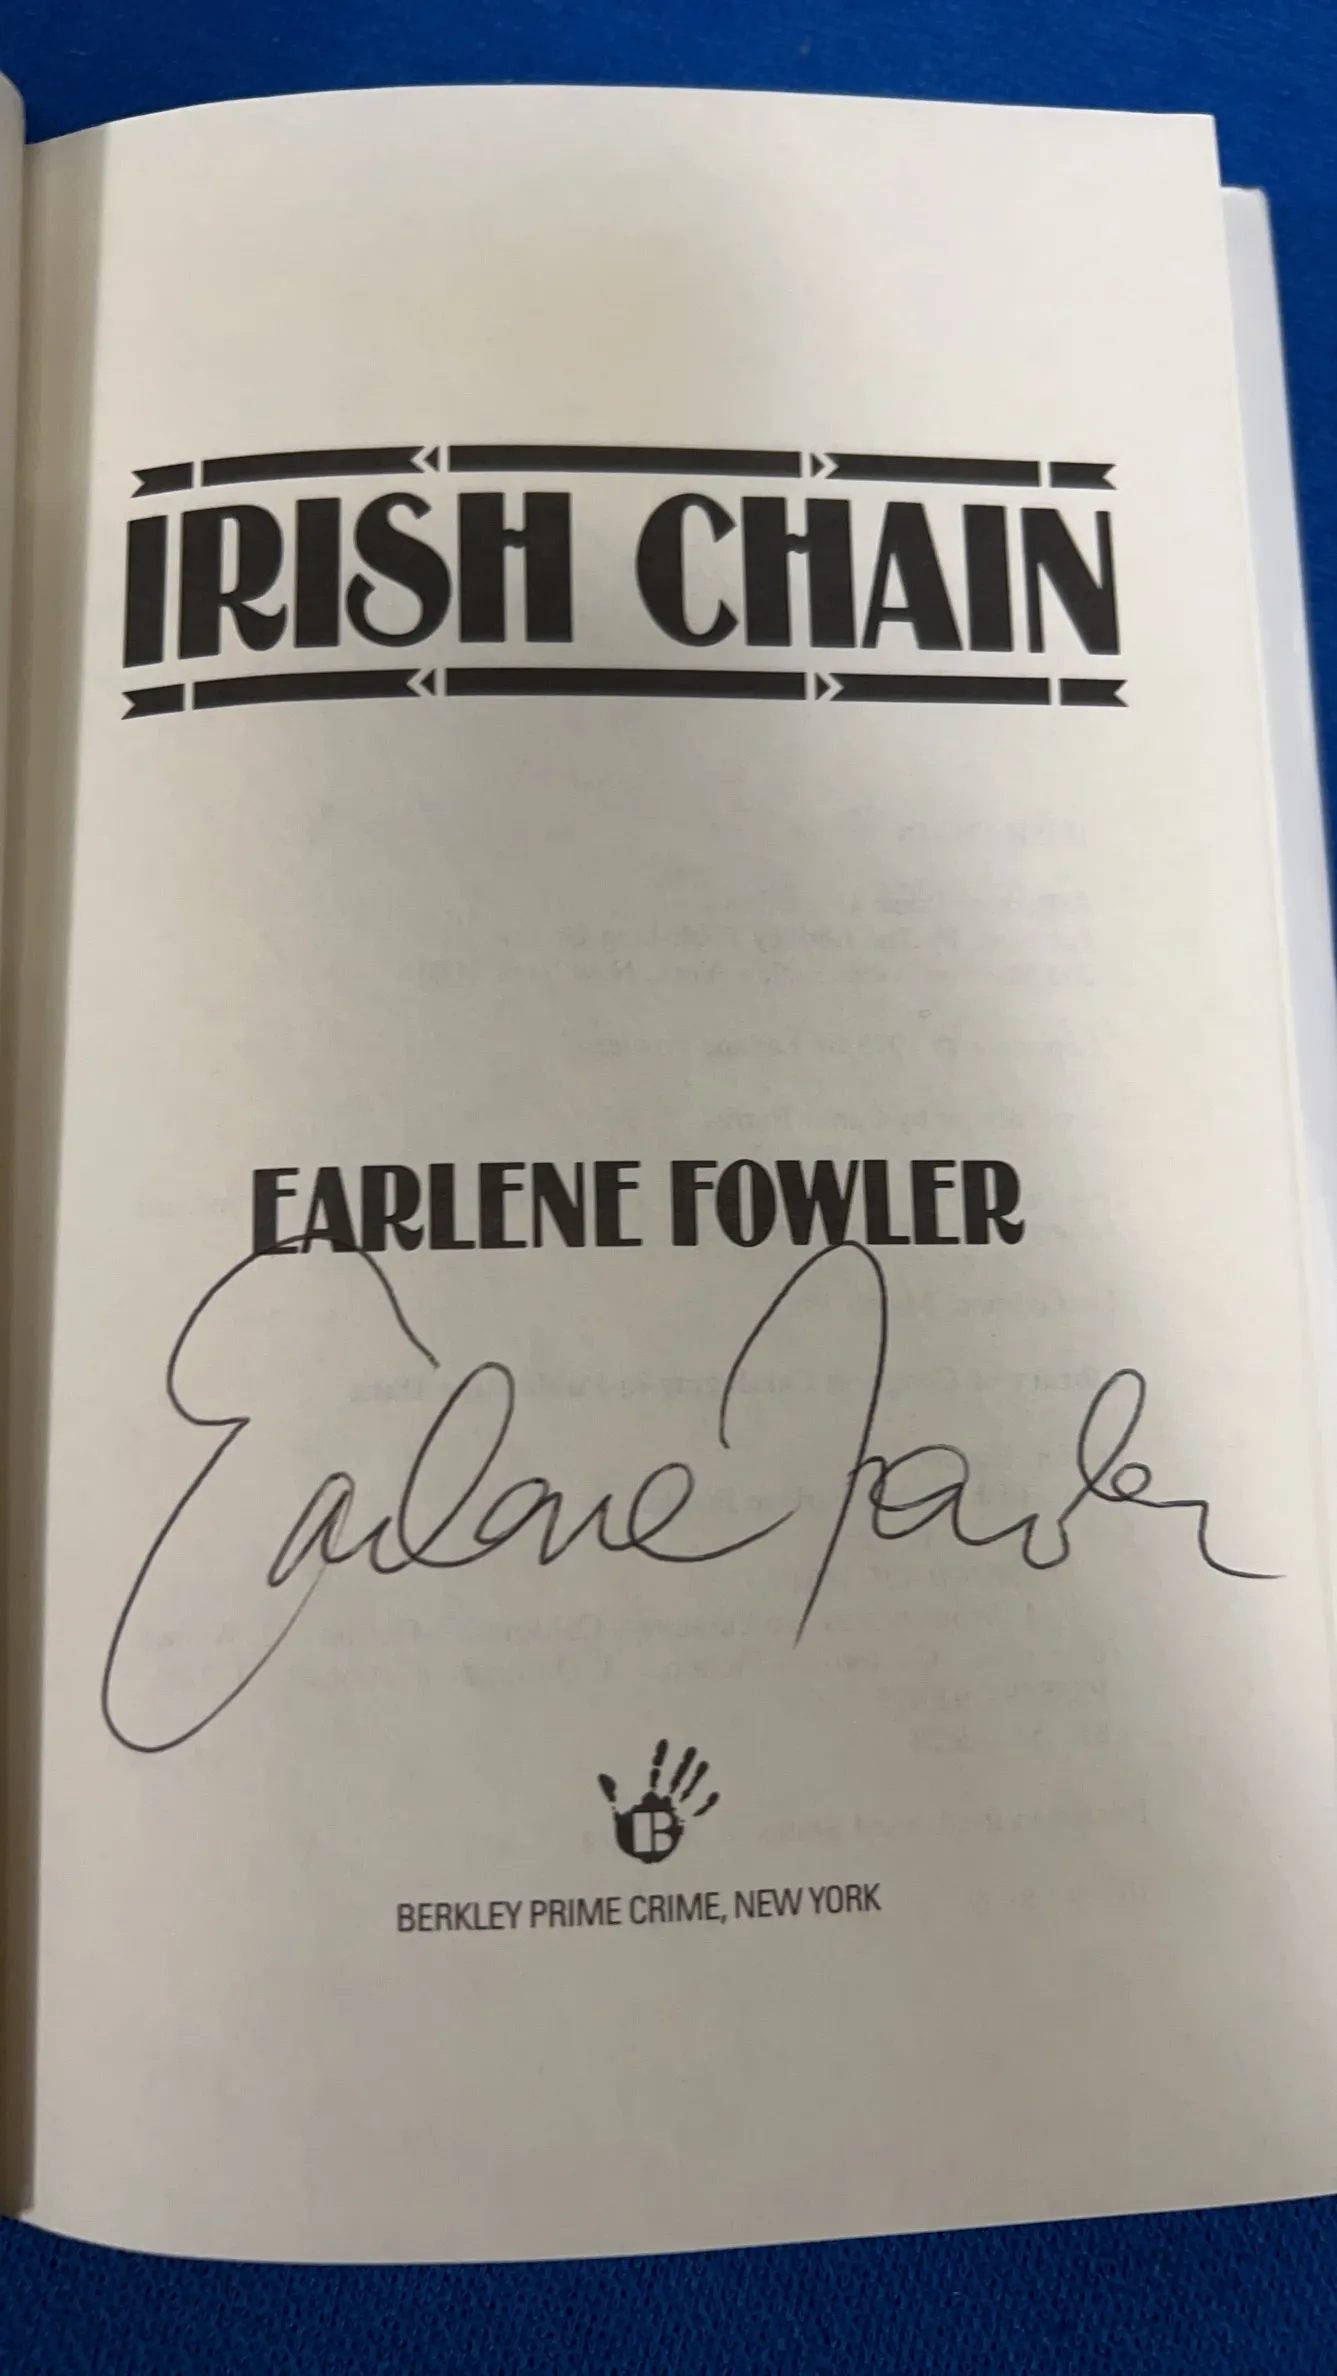 IRISH CHAIN
EARLENE FOWLER
Earlene Fowler
B
BERKLEY PRIME CRIME, NEW YORK